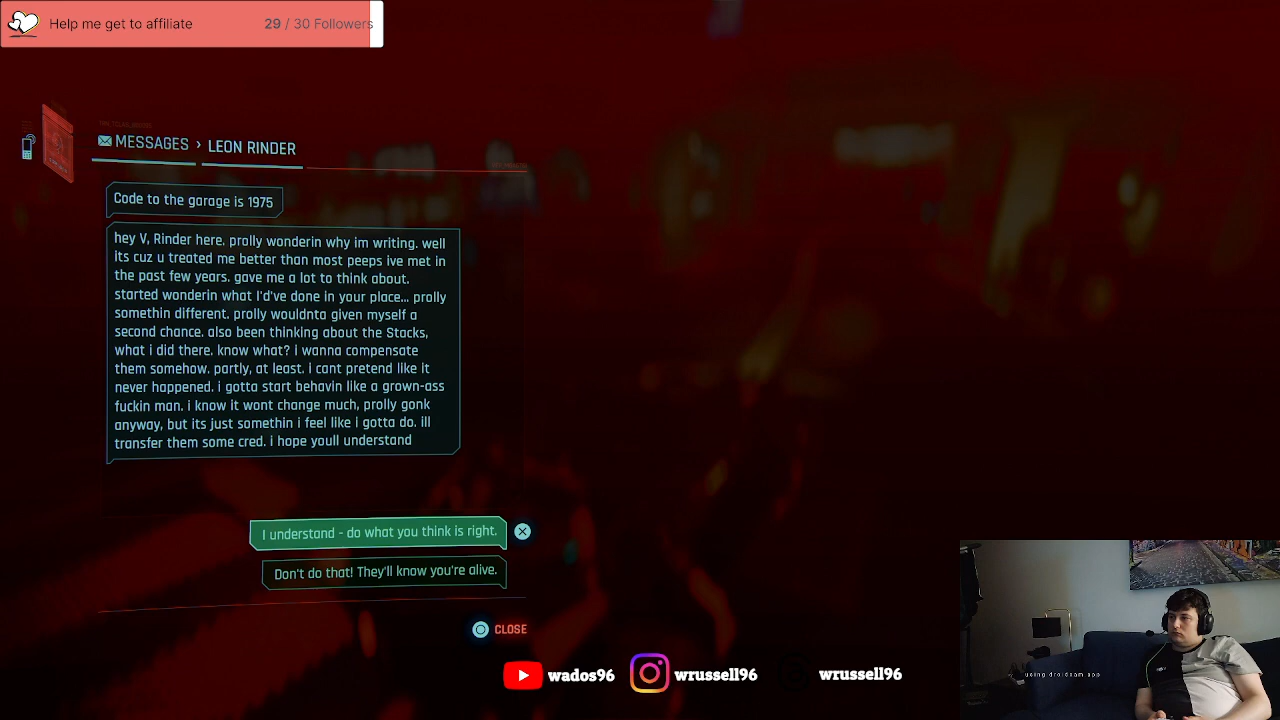 Help me get to affiliate 29 / 30 Followers
MESSAGES › LEON RINDER
Code to the garage is 1975
hey V, Rinder here. prolly wonderin why im writing. well
its cuz u treated me better than most peeps ive met in
the past few years. gave me a lot to think about.
started wonderin what I'd've done in your place... prolly
somethin different. prolly wouldnta given myself a
second chance. also been thinking about the Stacks,
what i did there. know what? i wanna compensate
them somehow. partly, at least. i cant pretend like it
never happened. i gotta start behavin like a grown-ass
fuckin man. i know it wont change much, prolly gonk
anyway, but its just somethin i feel like i gotta do. ill
transfer them some cred. i hope youll understand
I understand - do what you think is right.
Don't do that! They'll know you're alive.
CLOSE
wados96 wrussell96 wrussell96
using droidcam app